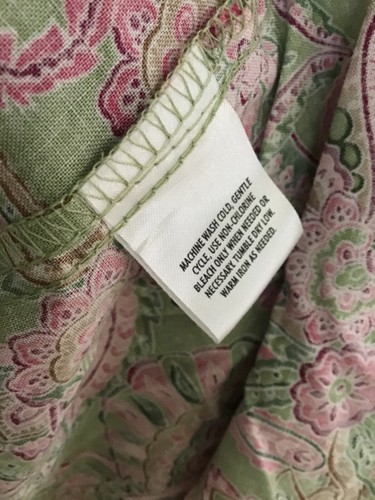 MACHINE WASH COLD, GENTLE
CYCLE. USE NON-CHLORINE
BLEACH ONLY WHEN NEEDED OR
NECESSARY. TUMBLE DRY LOW.
WARM IRON AS NEEDED.